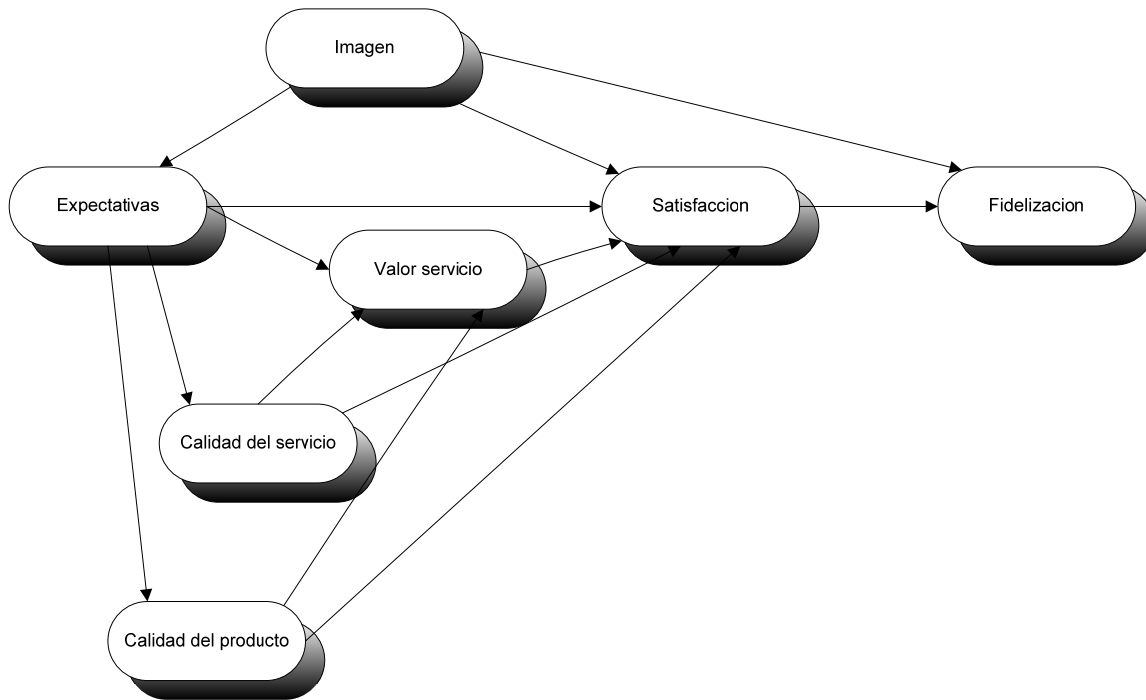 Imagen
Expectativas
Satisfaccion
Fidelizacion
Valor servicio
Calidad del servicio
Calidad del producto